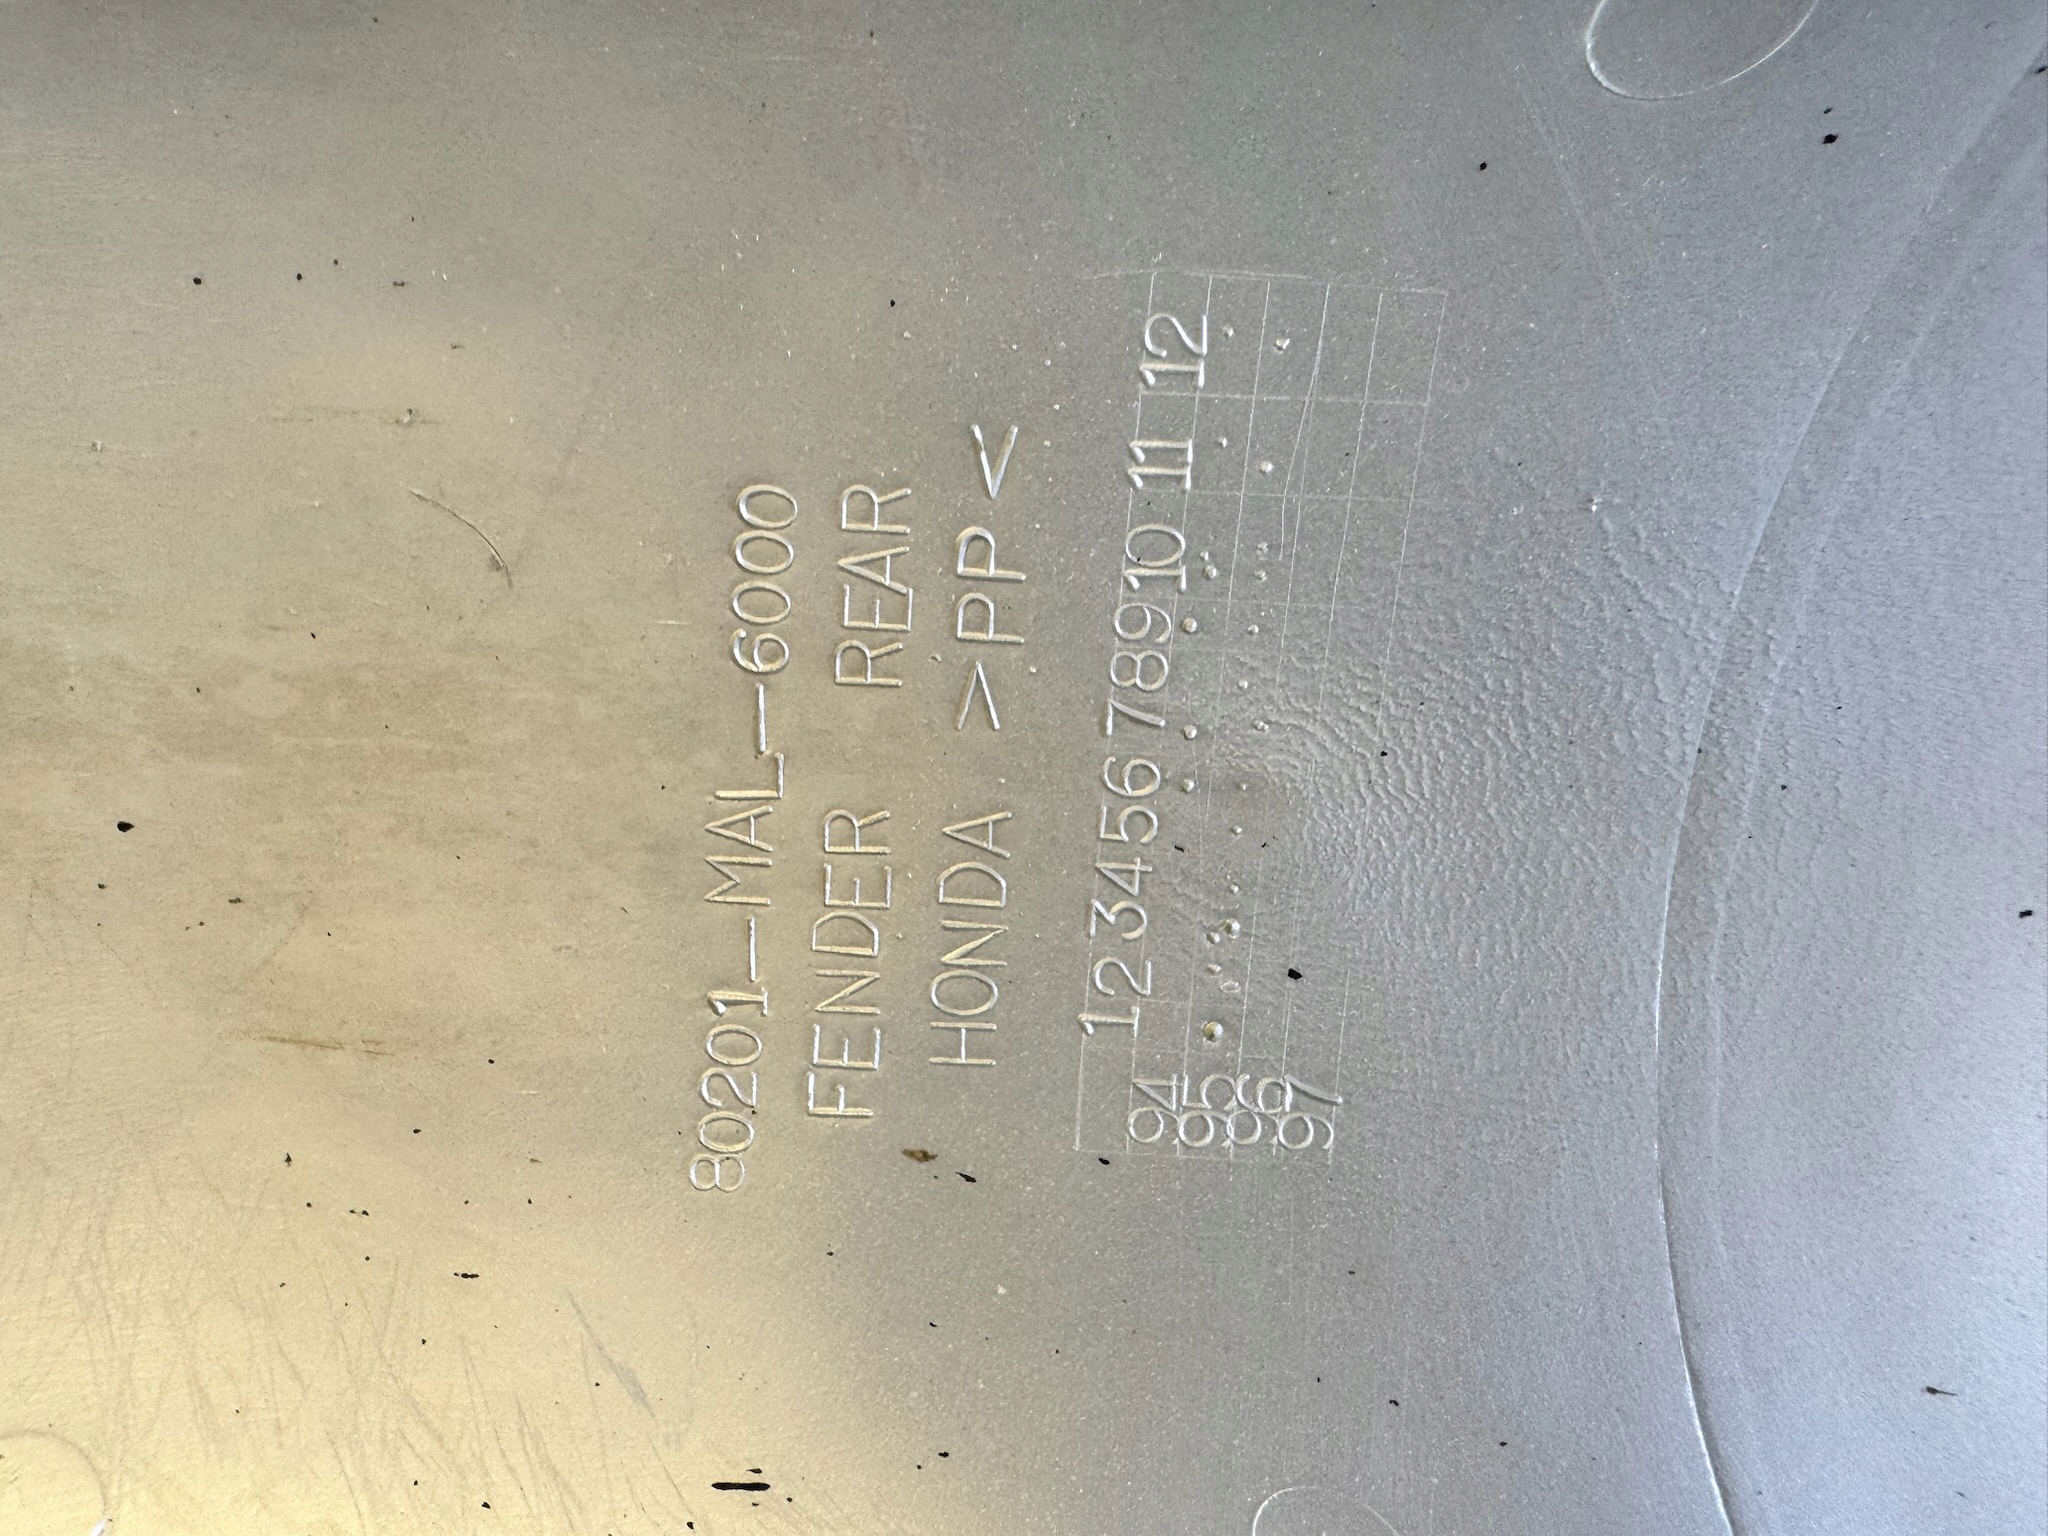 80201-MAL-6000
FENDER REAR
HONDA >PP<
1 2 3 4 5 6 7 8 9 10 11 12
94
95
96
97